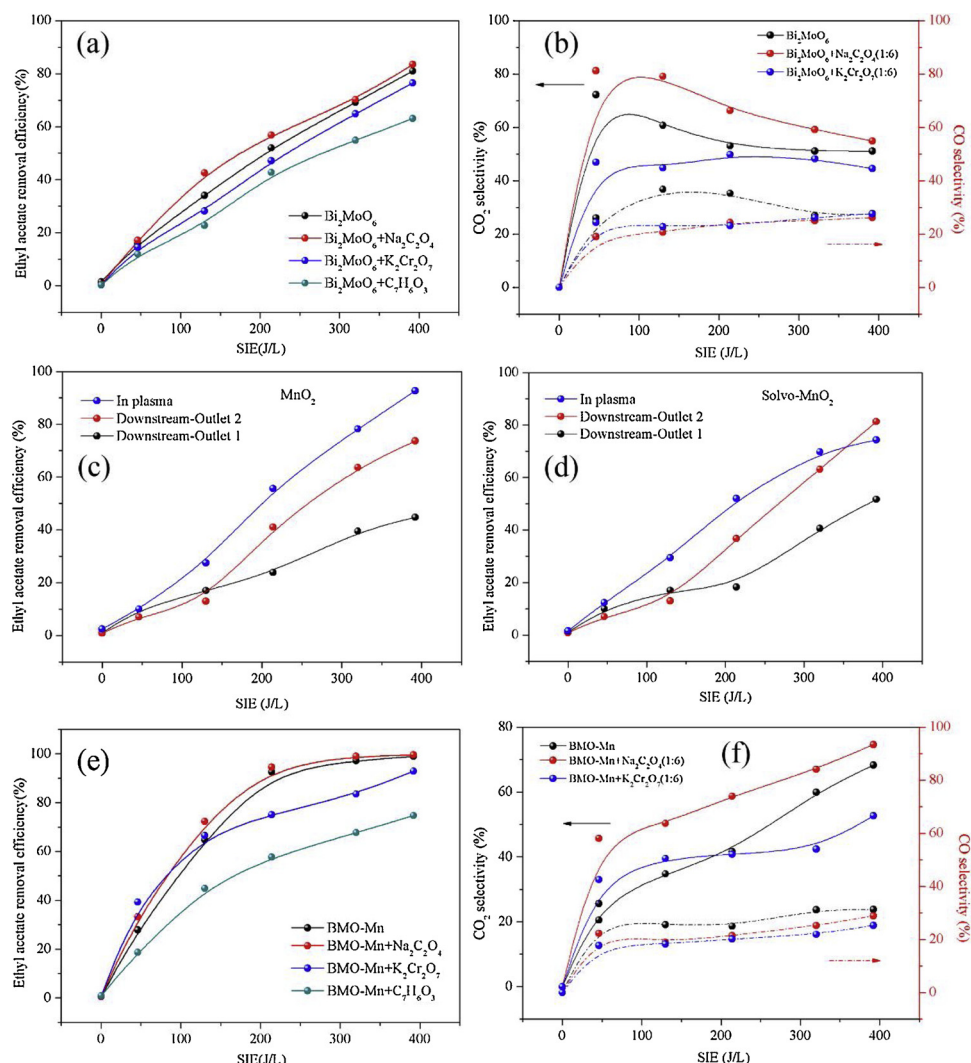 (a)
100
80
60
40
20
0
Ethyl acetate removal efficiency(%)
Bi₂MoO₆
Bi₂MoO₆+Na₂C₂O₄
Bi₂MoO₆+K₂Cr₂O₇
Bi₂MoO₆+C₇H₆O₃
0 100 200 300 400
SIE(J/L)
(b)
100
80
60
40
20
0
CO₂ selectivity (%)
Bi₂MoO₆
Bi₂MoO₆+Na₂C₂O₄(1:6)
Bi₂MoO₆+K₂Cr₂O₇(1:6)
100
80
60
40
20
0
CO selectivity (%)
0 100 200 300 400
SIE (J/L)
(c)
100
80
60
40
20
0
Ethyl acctate removal efficiency (%)
In plasma
Downstream-Outlet 2
Downstream-Outlet 1
MnO₂
0 100 200 300 400
SIE (J/L)
(d)
100
80
60
40
20
0
Ethyl acctate removal efficiency (%)
In plasma
Downstream-Outlet 2
Downstream-Outlet 1
Solvo-MnO₂
0 100 200 300 400
SIE (J/L)
(e)
100
80
60
40
20
0
Ethyl acctate removal efficiency(%)
BMO-Mn
BMO-Mn+Na₂C₂O₄
BMO-Mn+K₂Cr₂O₇
BMO-Mn+C₇H₆O₃
0 100 200 300 400
SIE(J/L)
(f)
80
60
40
20
0
CO₂ selectivity (%)
BMO-Mn
BMO-Mn+Na₂C₂O₄(1:6)
BMO-Mn+K₂Cr₂O₇(1:6)
100
80
60
40
20
0
CO selectivity (%)
0 100 200 300 400
SIE (J/L)